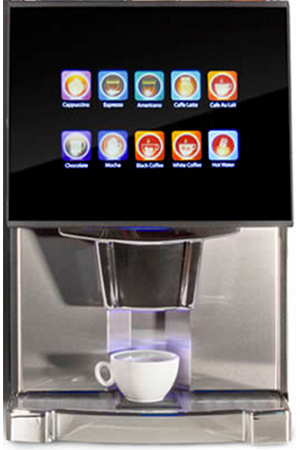 Cappuccino Espresso Americano Caffe Latte Cafe Au Lait
Chocolate Mocha Black Coffee White Coffee Hot Water